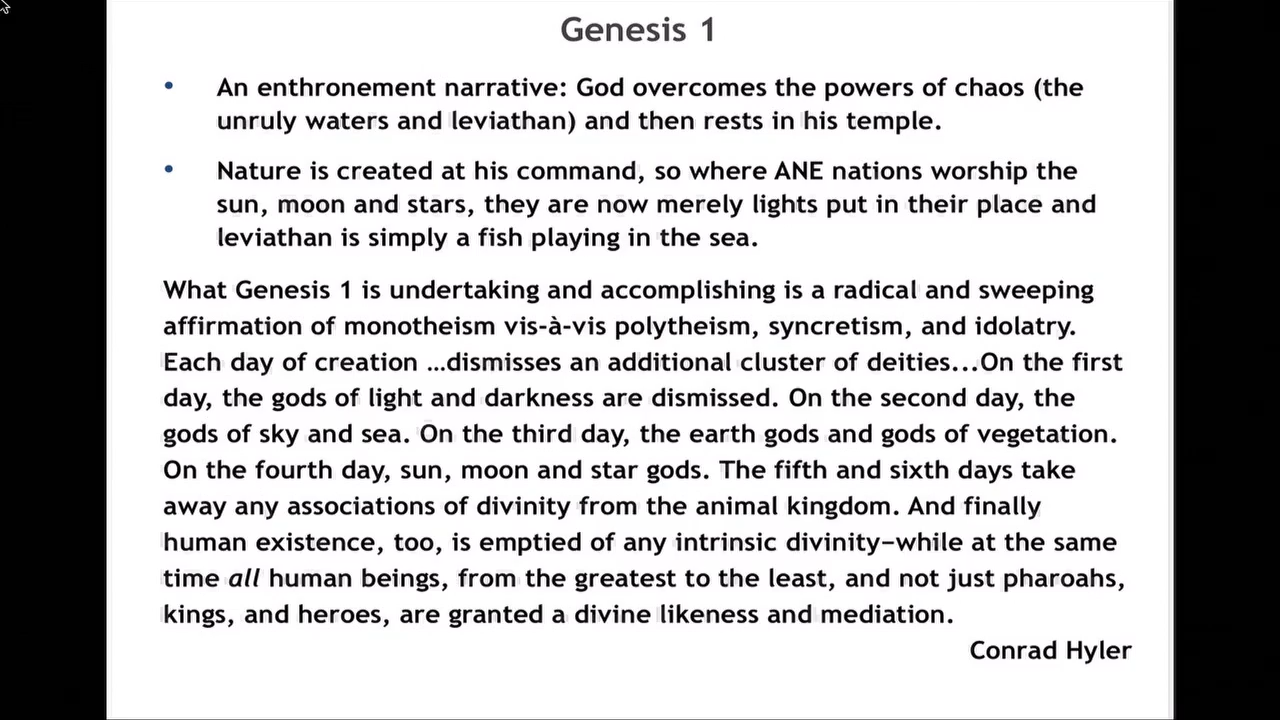 Genesis 1
• An enthronement narrative: God overcomes the powers of chaos (the
unruly waters and leviathan) and then rests in his temple.
• Nature is created at his command, so where ANE nations worship the
sun, moon and stars, they are now merely lights put in their place and
leviathan is simply a fish playing in the sea.
What Genesis 1 is undertaking and accomplishing is a radical and sweeping
affirmation of monotheism vis-à-vis polytheism, syncretism, and idolatry.
Each day of creation …dismisses an additional cluster of deities...On the first
day, the gods of light and darkness are dismissed. On the second day, the
gods of sky and sea. On the third day, the earth gods and gods of vegetation.
On the fourth day, sun, moon and star gods. The fifth and sixth days take
away any associations of divinity from the animal kingdom. And finally
human existence, too, is emptied of any intrinsic divinity–while at the same
time all human beings, from the greatest to the least, and not just pharoahs,
kings, and heroes, are granted a divine likeness and mediation.
Conrad Hyler